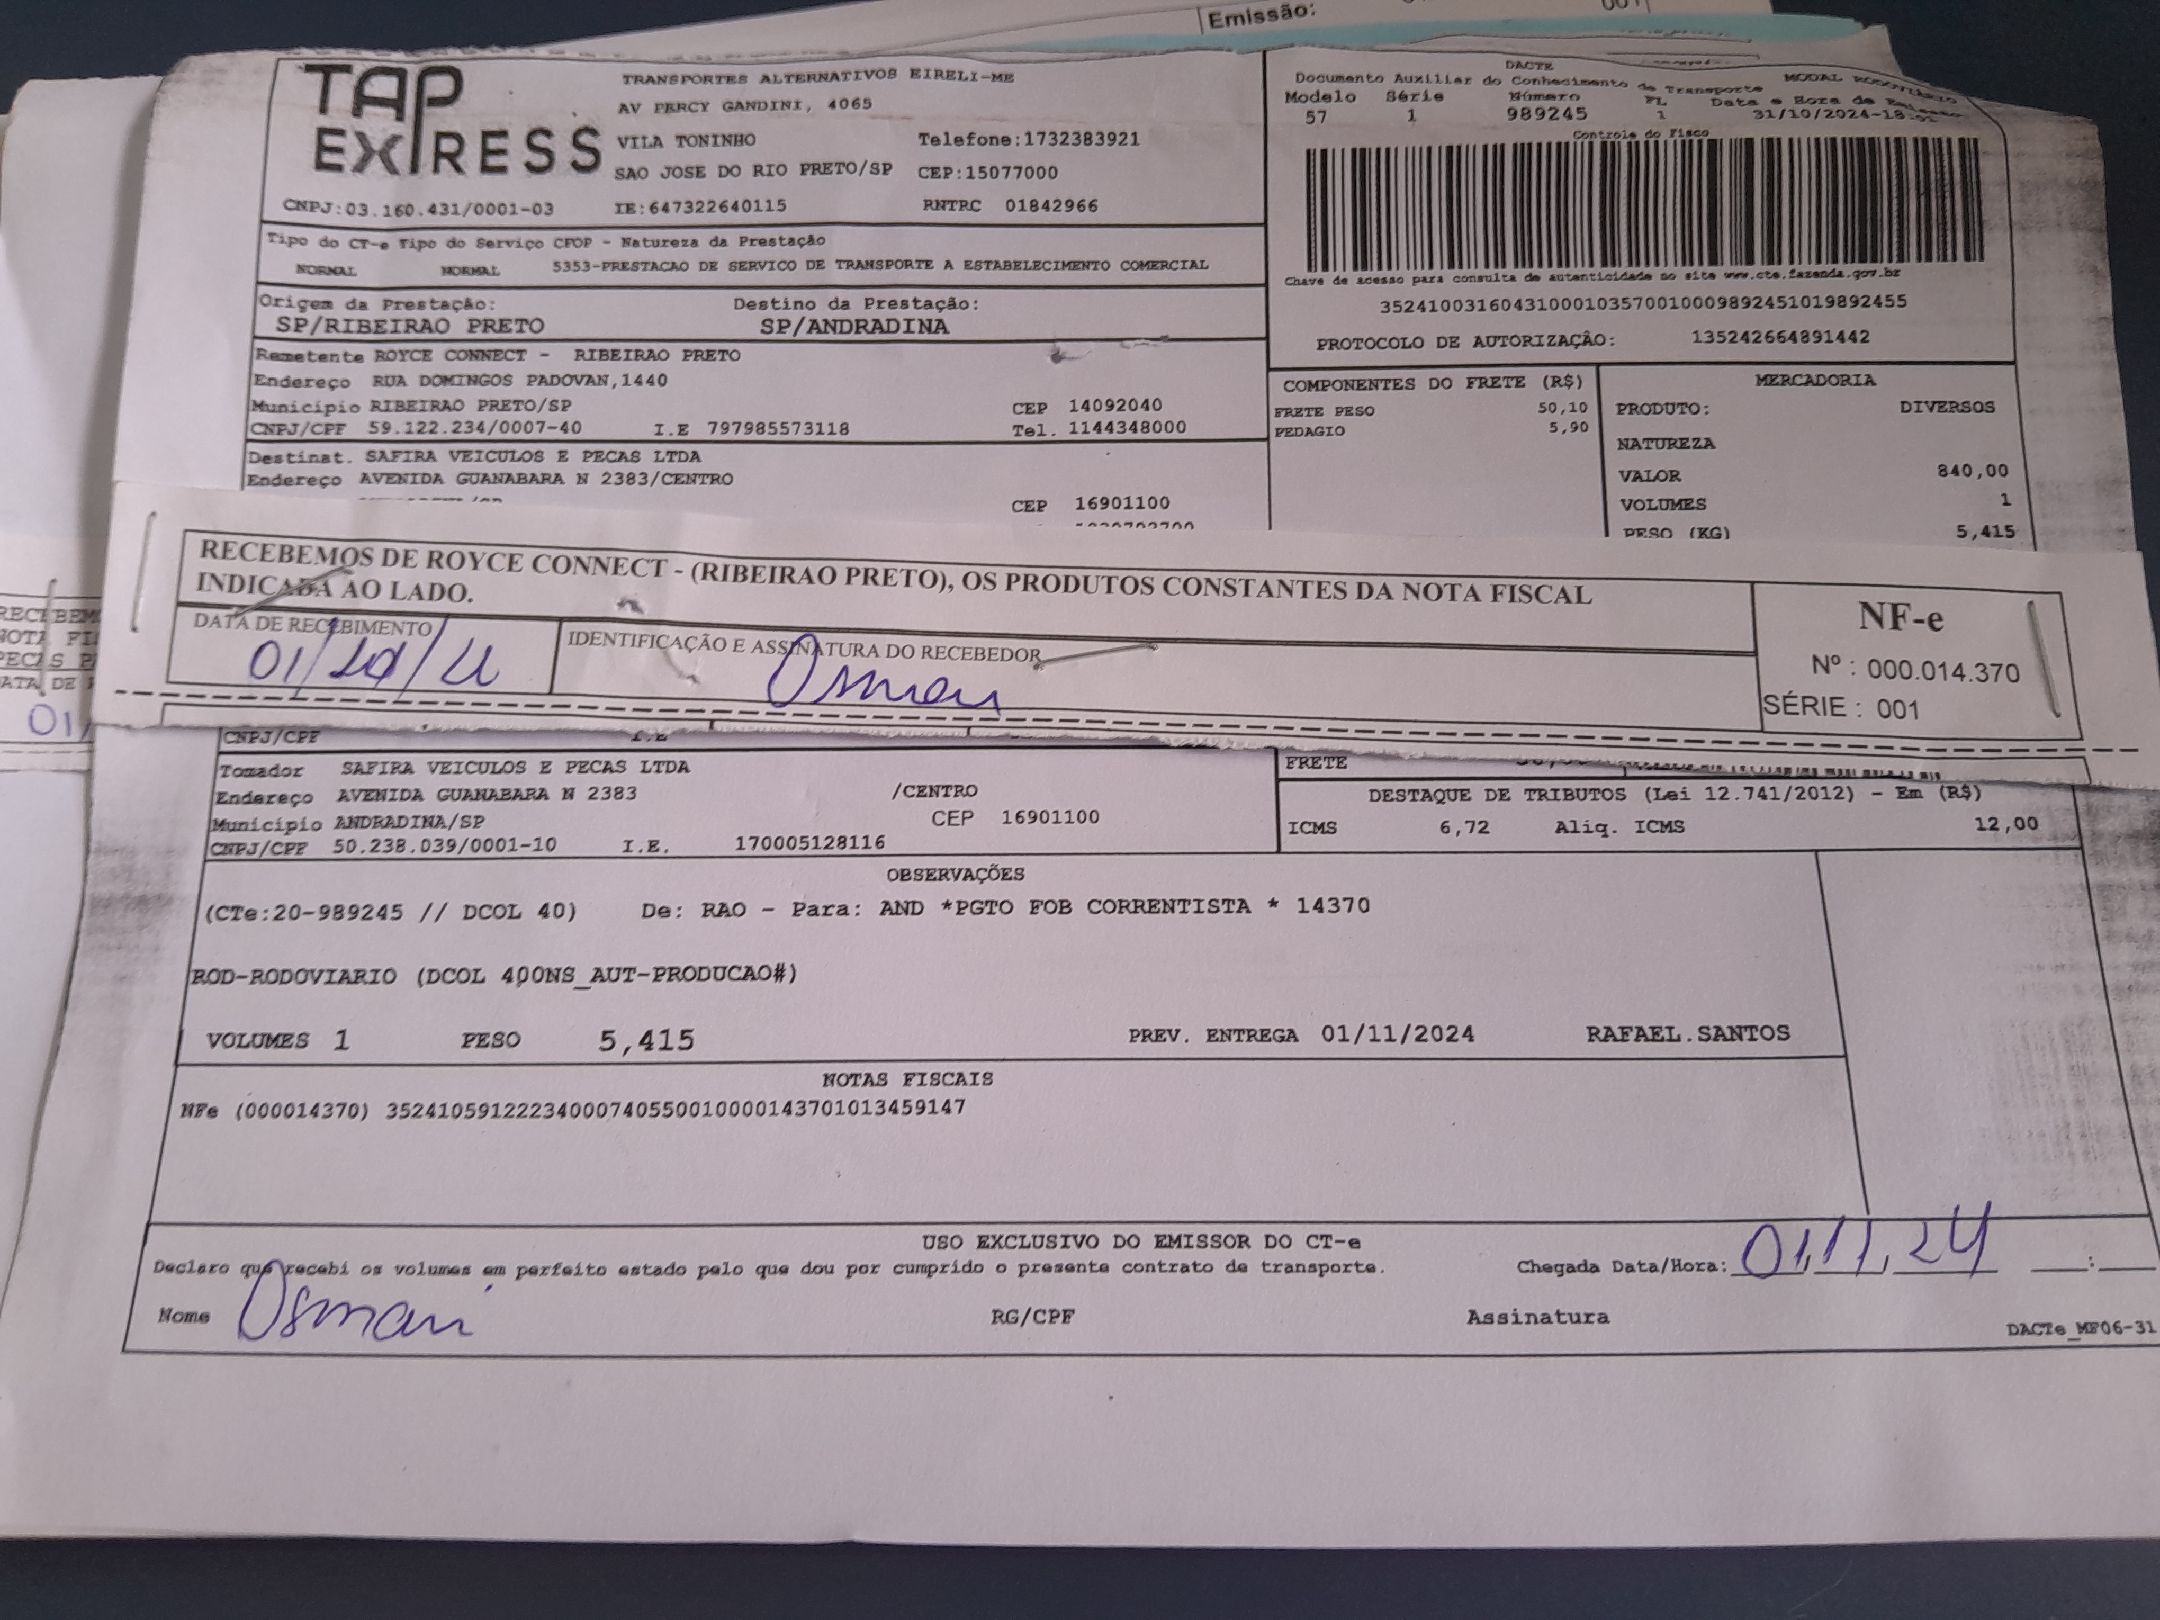 Emissão:
TAP EXPRESS
TRANSPORTES ALTERNATIVOS EIRELI-ME
AV PERCY GANDINI, 4065
VILA TONINHO Telefone:1732383921
SAO JOSE DO RIO PRETO/SP CEP:15077000
CNPJ:03.160.431/0001-03 IE:647322640115 RNTRC 01842966
DACTE
Documento Auxiliar do Conhecimento de Transporte MODAL RODOVIÁRIO
Modelo Série Número FL Data e Hora de Emissão
57 1 989245 1 31/10/2024-18:
Controle do Fisco
Chave de acesso para consulta de autenticidade no site www.cte.fazenda.gov.br
35241003160431000103570010009892451019892455
PROTOCOLO DE AUTORIZAÇÃO: 135242664891442
Tipo do CT-e Tipo do Serviço CFOP - Natureza da Prestação
NORMAL NORMAL 5353-PRESTACAO DE SERVICO DE TRANSPORTE A ESTABELECIMENTO COMERCIAL
Origem da Prestação: Destino da Prestação:
SP/RIBEIRAO PRETO SP/ANDRADINA
Remetente ROYCE CONNECT - RIBEIRAO PRETO
Endereço RUA DOMINGOS PADOVAN,1440
Município RIBEIRAO PRETO/SP CEP 14092040
CNPJ/CPF 59.122.234/0007-40 I.E 797985573118 Tel. 1144348000
Destinat. SAFIRA VEICULOS E PECAS LTDA
Endereço AVENIDA GUANABARA N 2383/CENTRO
CEP 16901100
COMPONENTES DO FRETE (R$)
FRETE PESO 50,10
PEDAGIO 5,90
MERCADORIA
PRODUTO: DIVERSOS
NATUREZA
VALOR 840,00
VOLUMES 1
PESO (KG) 5,415
RECEBEMOS DE ROYCE CONNECT - (RIBEIRAO PRETO), OS PRODUTOS CONSTANTES DA NOTA FISCAL
INDICADA AO LADO.
DATA DE RECEBIMENTO
IDENTIFICAÇÃO E ASSINATURA DO RECEBEDOR
Osmari
NF-e
Nº : 000.014.370
SÉRIE : 001
CNPJ/CPF I.E
Tomador SAFIRA VEICULOS E PECAS LTDA
Endereço AVENIDA GUANABARA N 2383 /CENTRO
Município ANDRADINA/SP CEP 16901100
CNPJ/CPF 50.238.039/0001-10 I.E. 170005128116
FRETE
DESTAQUE DE TRIBUTOS (Lei 12.741/2012) - Em (R$)
ICMS 6,72 Aliq. ICMS 12,00
OBSERVAÇÕES
(CTe:20-989245 // DCOL 40) De: RAO - Para: AND *PGTO FOB CORRENTISTA * 14370
ROD-RODOVIARIO (DCOL 400NS_AUT-PRODUCAO#)
VOLUMES 1 PESO 5,415 PREV. ENTREGA 01/11/2024 RAFAEL.SANTOS
NOTAS FISCAIS
NFe (000014370) 35241059122234000740550010000143701013459147
USO EXCLUSIVO DO EMISSOR DO CT-e
Declaro que recebi os volumes em perfeito estado pelo que dou por cumprido o presente contrato de transporte. Chegada Data/Hora: 01/11/24 :
Nome Osmari RG/CPF Assinatura
DACTe_MF06-31